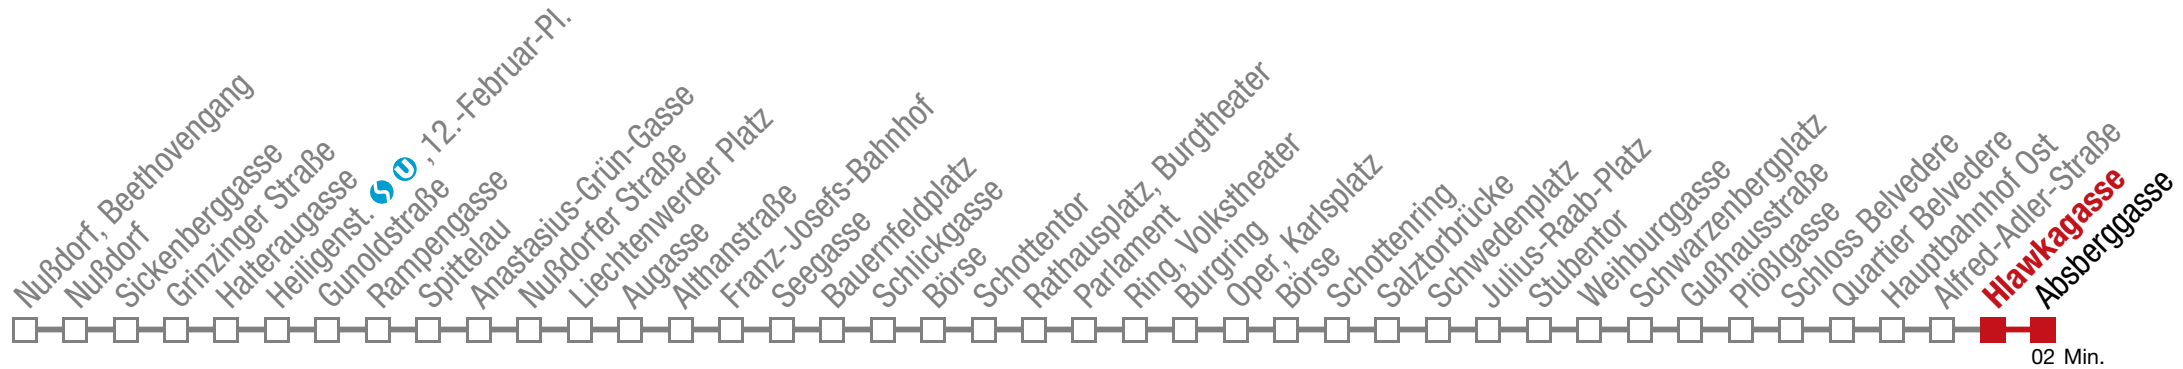 Nußdorf, Beethovengang
Nußdorf
Sickenberggasse
Grinzinger Straße
Halteraugasse
Heiligenst. S U , 12.-Februar-Pl.
Gunoldstraße
Rampengasse
Spittelau
Anastasius-Grün-Gasse
Nußdorfer Straße
Liechtenwerder Platz
Augasse
Althanstraße
Franz-Josefs-Bahnhof
Seegasse
Bauernfeldplatz
Schlickgasse
Börse
Schottentor
Rathausplatz, Burgtheater
Parlament
Ring, Volkstheater
Burgring
Oper, Karlsplatz
Börse
Schottenring
Salztorbrücke
Schwedenplatz
Julius-Raab-Platz
Stubentor
Weihburggasse
Schwarzenbergplatz
Gußhausstraße
Plößlgasse
Schloss Belvedere
Quartier Belvedere
Hauptbahnhof Ost
Alfred-Adler-Straße
Hlawkagasse
Absberggasse
02 Min.